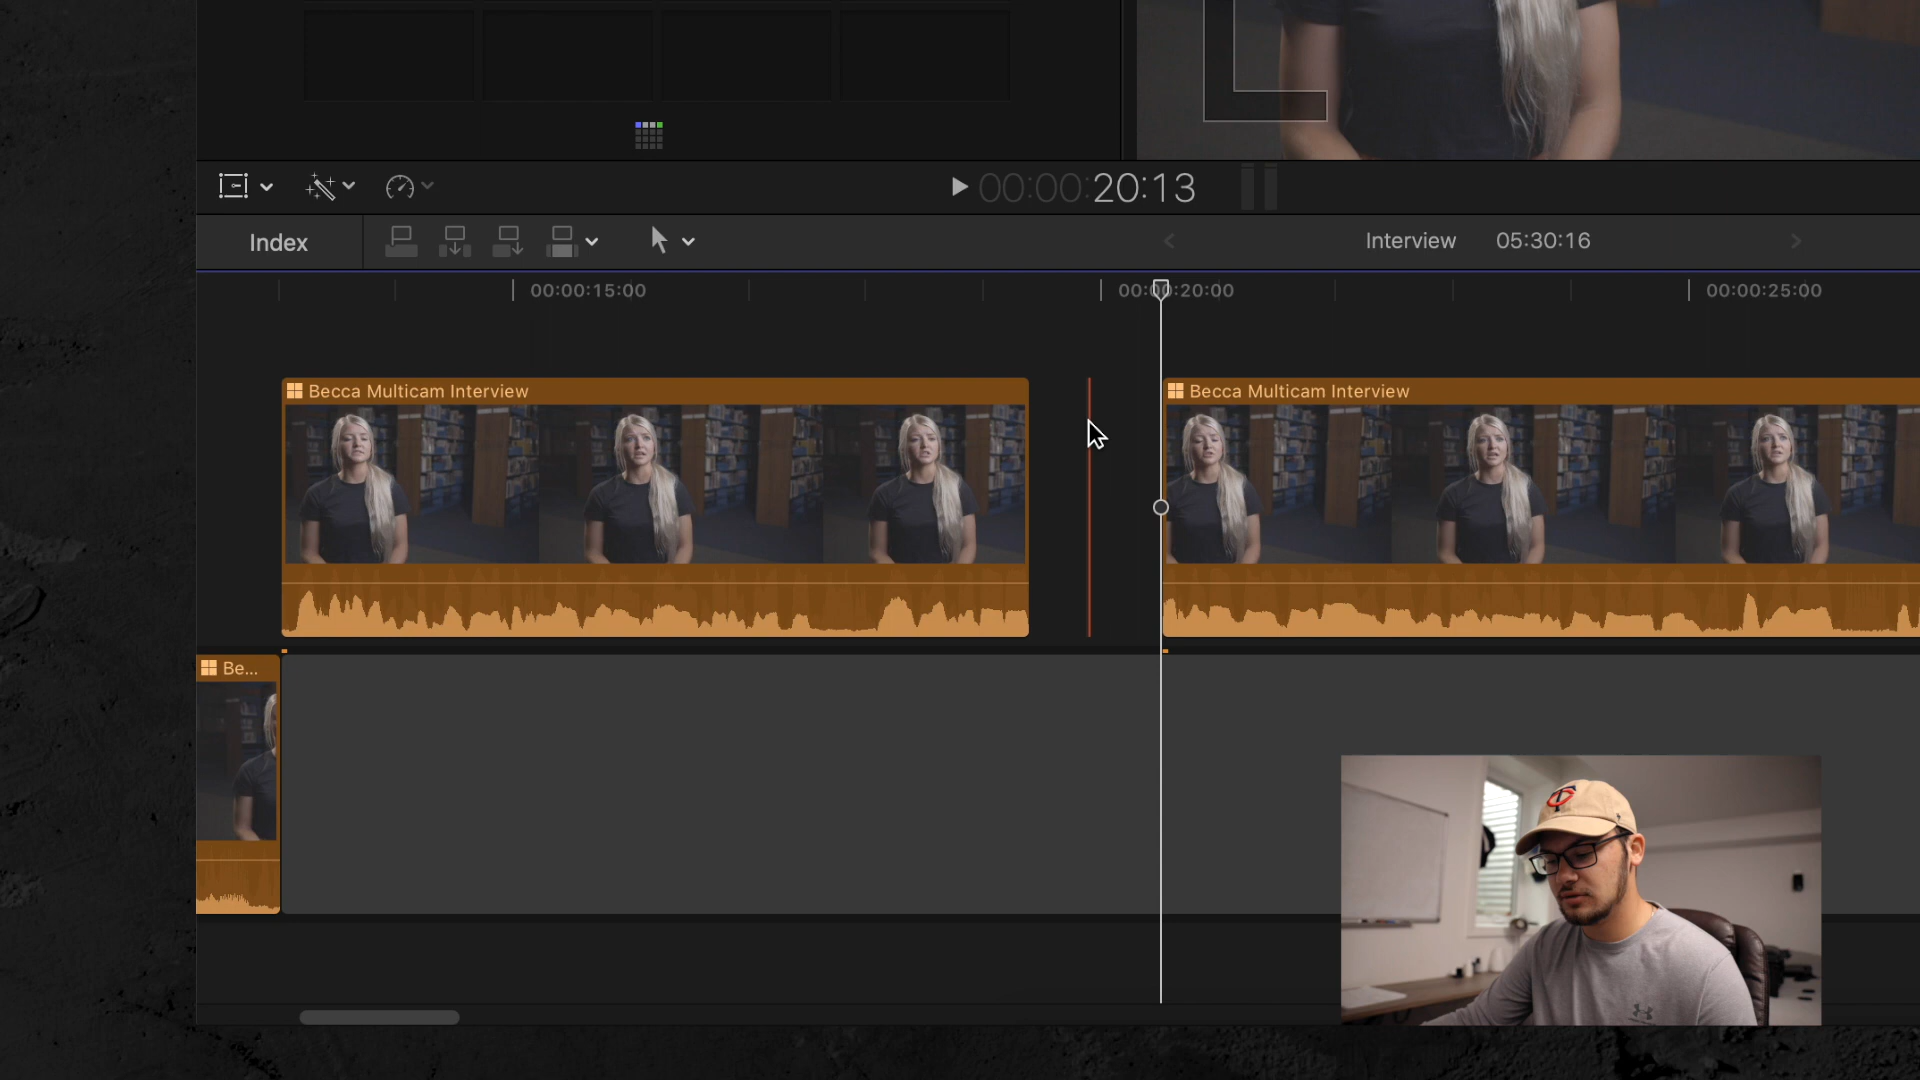 00:00:20:13
Index
Interview 05:30:16
00:00:15:00
00:00:20:00
00:00:25:00
Becca Multicam Interview
Becca Multicam Interview
Be...
TC